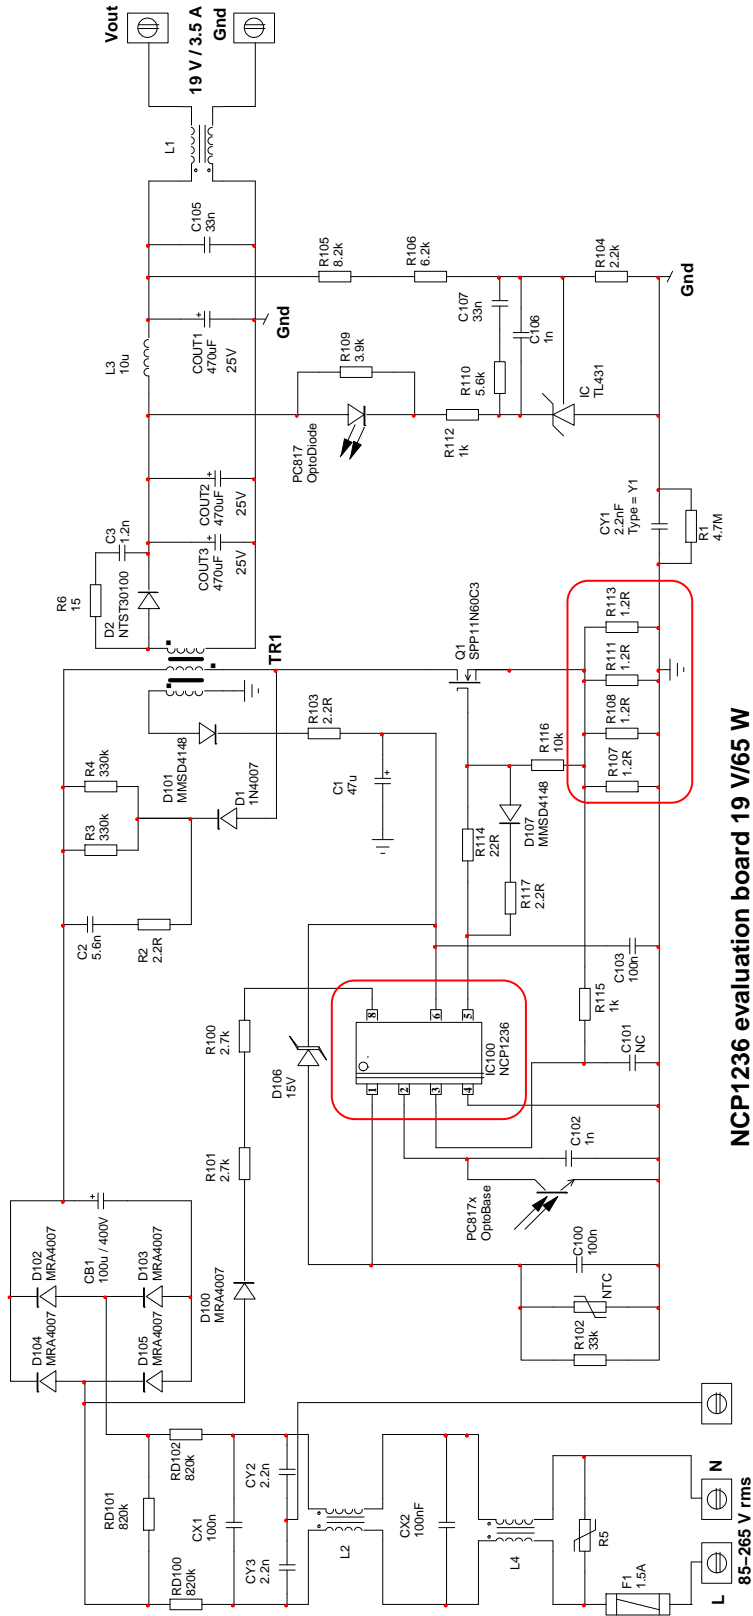 Vout
19 V / 3.5 A
Gnd
L1
C105
33n
R105
8.2k
R106
6.2k
R104
2.2k
C107
33n
C106
1n
Gnd
L3
10u
COUT1
470uF
25V
Gnd
R109
3.9k
R110
5.6k
IC
TL431
PC817
OptoDiode
R112
1k
COUT2
470uF
25V
COUT3
470uF
25V
C3
1.2n
R6
15
D2
NTST30100
CY1
2.2nF
Type = Y1
R1
4.7M
TR1
Q1
SPP11N60C3
R113
1.2R
R111
1.2R
R108
1.2R
R107
1.2R
R103
2.2R
D101
MMSD4148
D1
1N4007
C1
47u
R116
10k
D107
MMSD4148
R114
22R
R117
2.2R
R4
330k
R3
330k
C2
5.6n
R2
2.2R
C103
100n
R115
1k
C101
NC
R100
2.7k
R101
2.7k
D106
15V
8
6
5
1
2
3
4
IC100
NCP1236
C102
1n
PC817x
OptoBase
C100
100n
NTC
R102
33k
CB1
100u / 400V
D102
MRA4007
D103
MRA4007
D104
MRA4007
D105
MRA4007
D100
MRA4007
RD102
820k
RD101
820k
RD100
820k
CX1
100n
CY2
2.2n
CY3
2.2n
L2
CX2
100nF
L4
R5
F1
1.5A
N
L
85–265 V rms
NCP1236 evaluation board 19 V/65 W